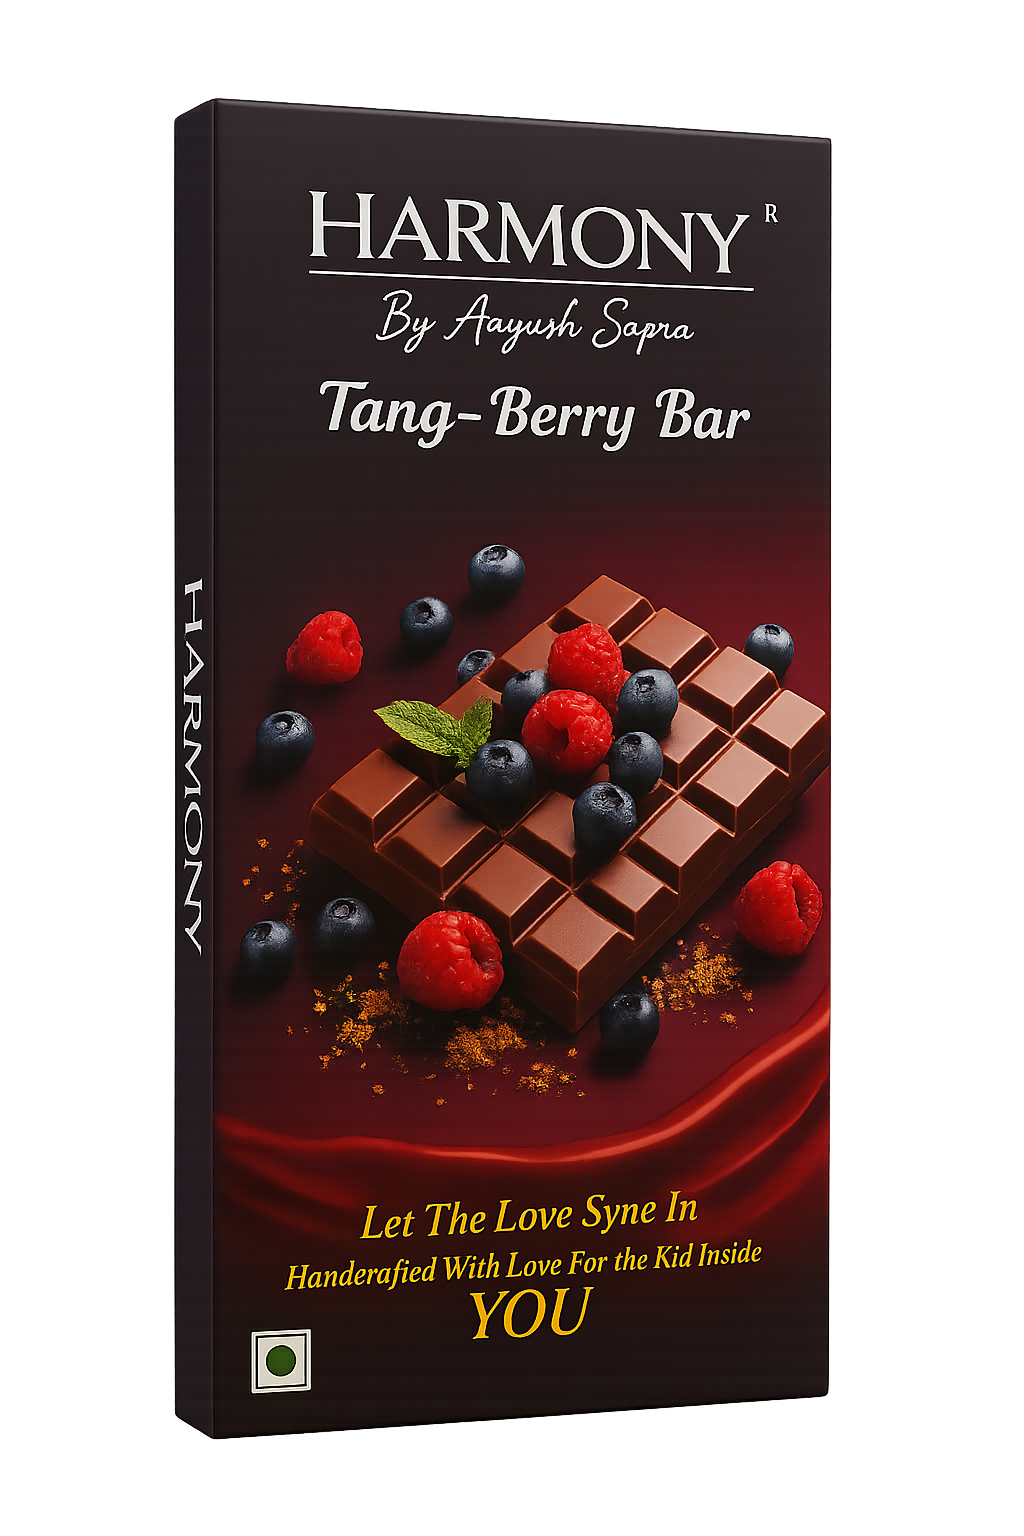 HARMONY R
By Aayush Sapra
Tang-Berry Bar
HARMONY
Let The Love Syne In
Handerafied With Love For the Kid Inside
YOU